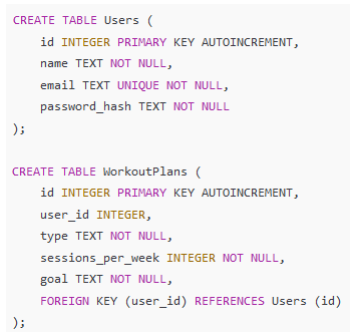 CREATE TABLE Users (
    id INTEGER PRIMARY KEY AUTOINCREMENT,
    name TEXT NOT NULL,
    email TEXT UNIQUE NOT NULL,
    password_hash TEXT NOT NULL
);

CREATE TABLE WorkoutPlans (
    id INTEGER PRIMARY KEY AUTOINCREMENT,
    user_id INTEGER,
    type TEXT NOT NULL,
    sessions_per_week INTEGER NOT NULL,
    goal TEXT NOT NULL,
    FOREIGN KEY (user_id) REFERENCES Users (id)
);